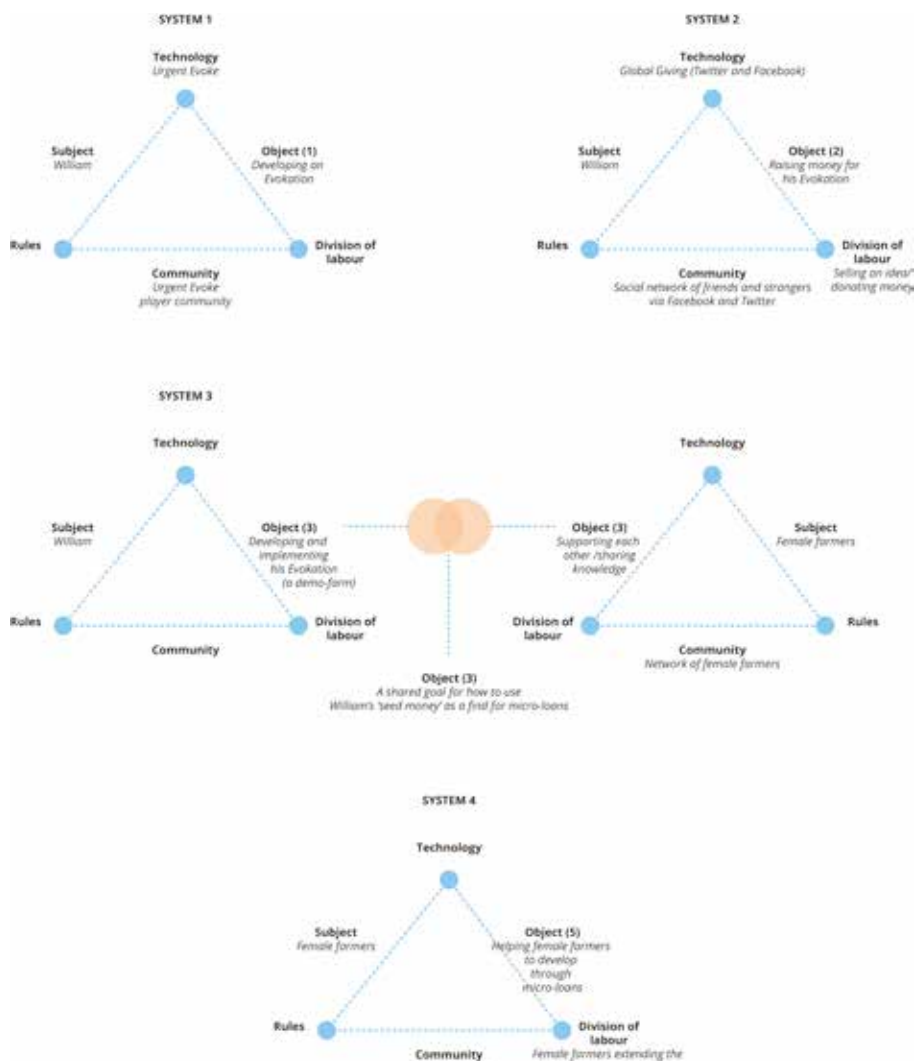 SYSTEM 1
Technology
Urgent Evoke
Subject
William
Object (1)
Developing an
Evokation
Rules
Division of
labour
Community
Urgent Evoke
player community
SYSTEM 2
Technology
Global Giving (Twitter and Facebook)
Subject
William
Object (2)
Raising money for
his Evokation
Rules
Division of
labour
Selling an idea/"
donating money
Community
Social network of friends and strangers
via Facebook and Twitter
SYSTEM 3
Technology
Subject
William
Object (3)
Developing and
implementing
his Evokation
(a demo-farm)
Rules
Division of
labour
Community
Technology
Object (3)
Supporting each
other /sharing
knowledge
Subject
Female farmers
Division of
labour
Rules
Community
Network of female farmers
Object (3)
A shared goal for how to use
William's 'seed money' as a find for micro-loans
SYSTEM 4
Technology
Subject
Female farmers
Object (5)
Helping female farmers
to develop
through
micro-loans
Rules
Division of
labour
Community
Female farmers extending the